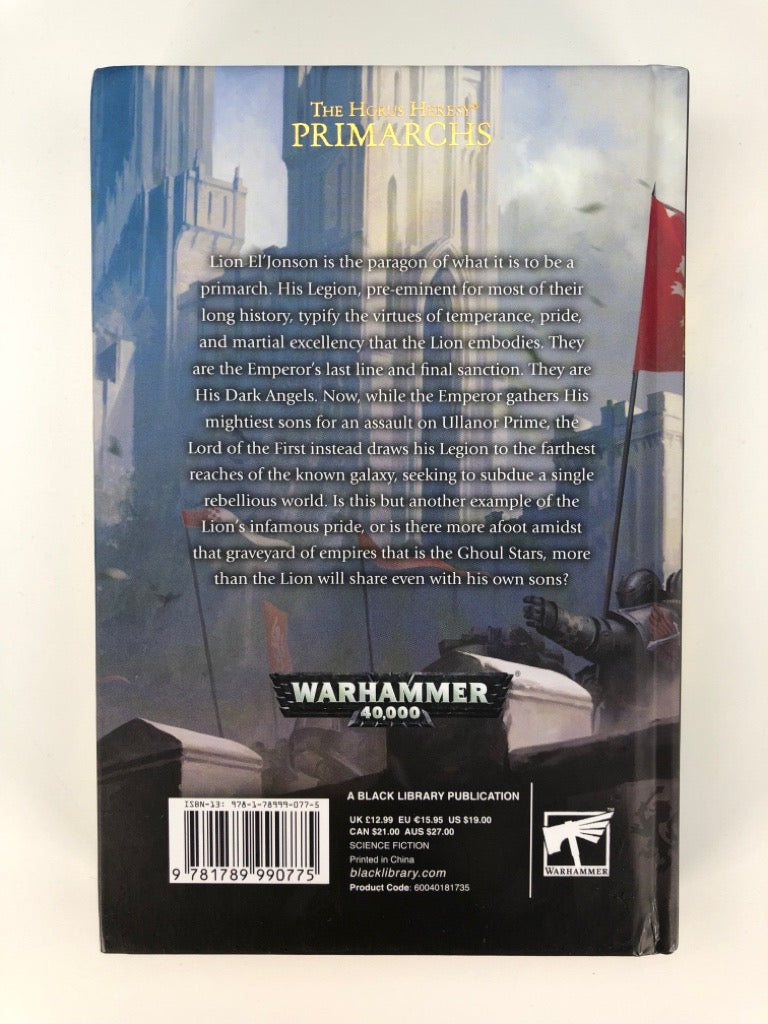 THE HORUS HERESY®
PRIMARCHS
Lion El'Jonson is the paragon of what it is to be a
primarch. His Legion, pre-eminent for most of their
long history, typify the virtues of temperance, pride,
and martial excellency that the Lion embodies. They
are the Emperor's last line and final sanction. They are
His Dark Angels. Now, while the Emperor gathers His
mightiest sons for an assault on Ullanor Prime, the
Lord of the First instead draws his Legion to the farthest
reaches of the known galaxy, seeking to subdue a single
rebellious world. Is this but another example of the
Lion's infamous pride, or is there more afoot amidst
that graveyard of empires that is the Ghoul Stars, more
than the Lion will share even with his own sons?
WARHAMMER®
40,000
ISBN-13: 978-1-78999-077-5
9 781789 990775
A BLACK LIBRARY PUBLICATION
UK £12.99 EU €15.95 US $19.00
CAN $21.00 AUS $27.00
SCIENCE FICTION
Printed in China
blacklibrary.com
Product Code: 60040181735
WARHAMMER™